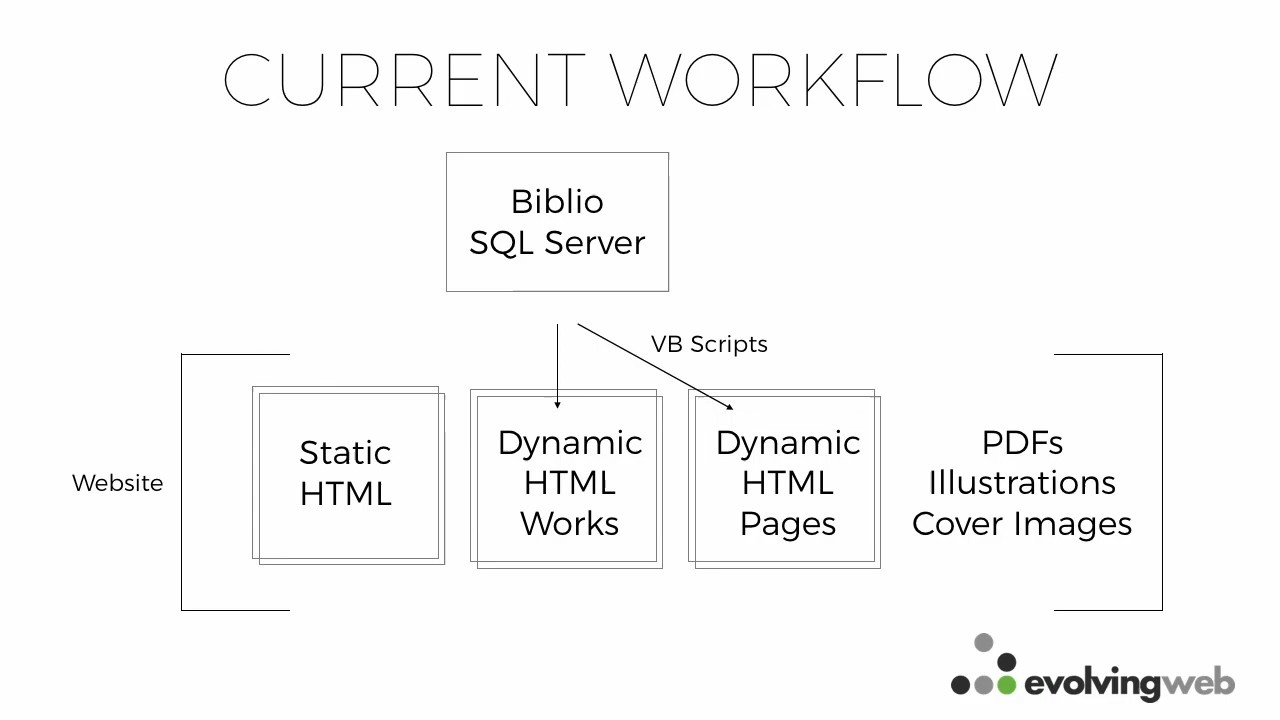 CURRENT WORKFLOW
Biblio
SQL Server
VB Scripts
Website
Static
HTML
Dynamic
HTML
Works
Dynamic
HTML
Pages
PDFs
Illustrations
Cover Images
evolvingweb